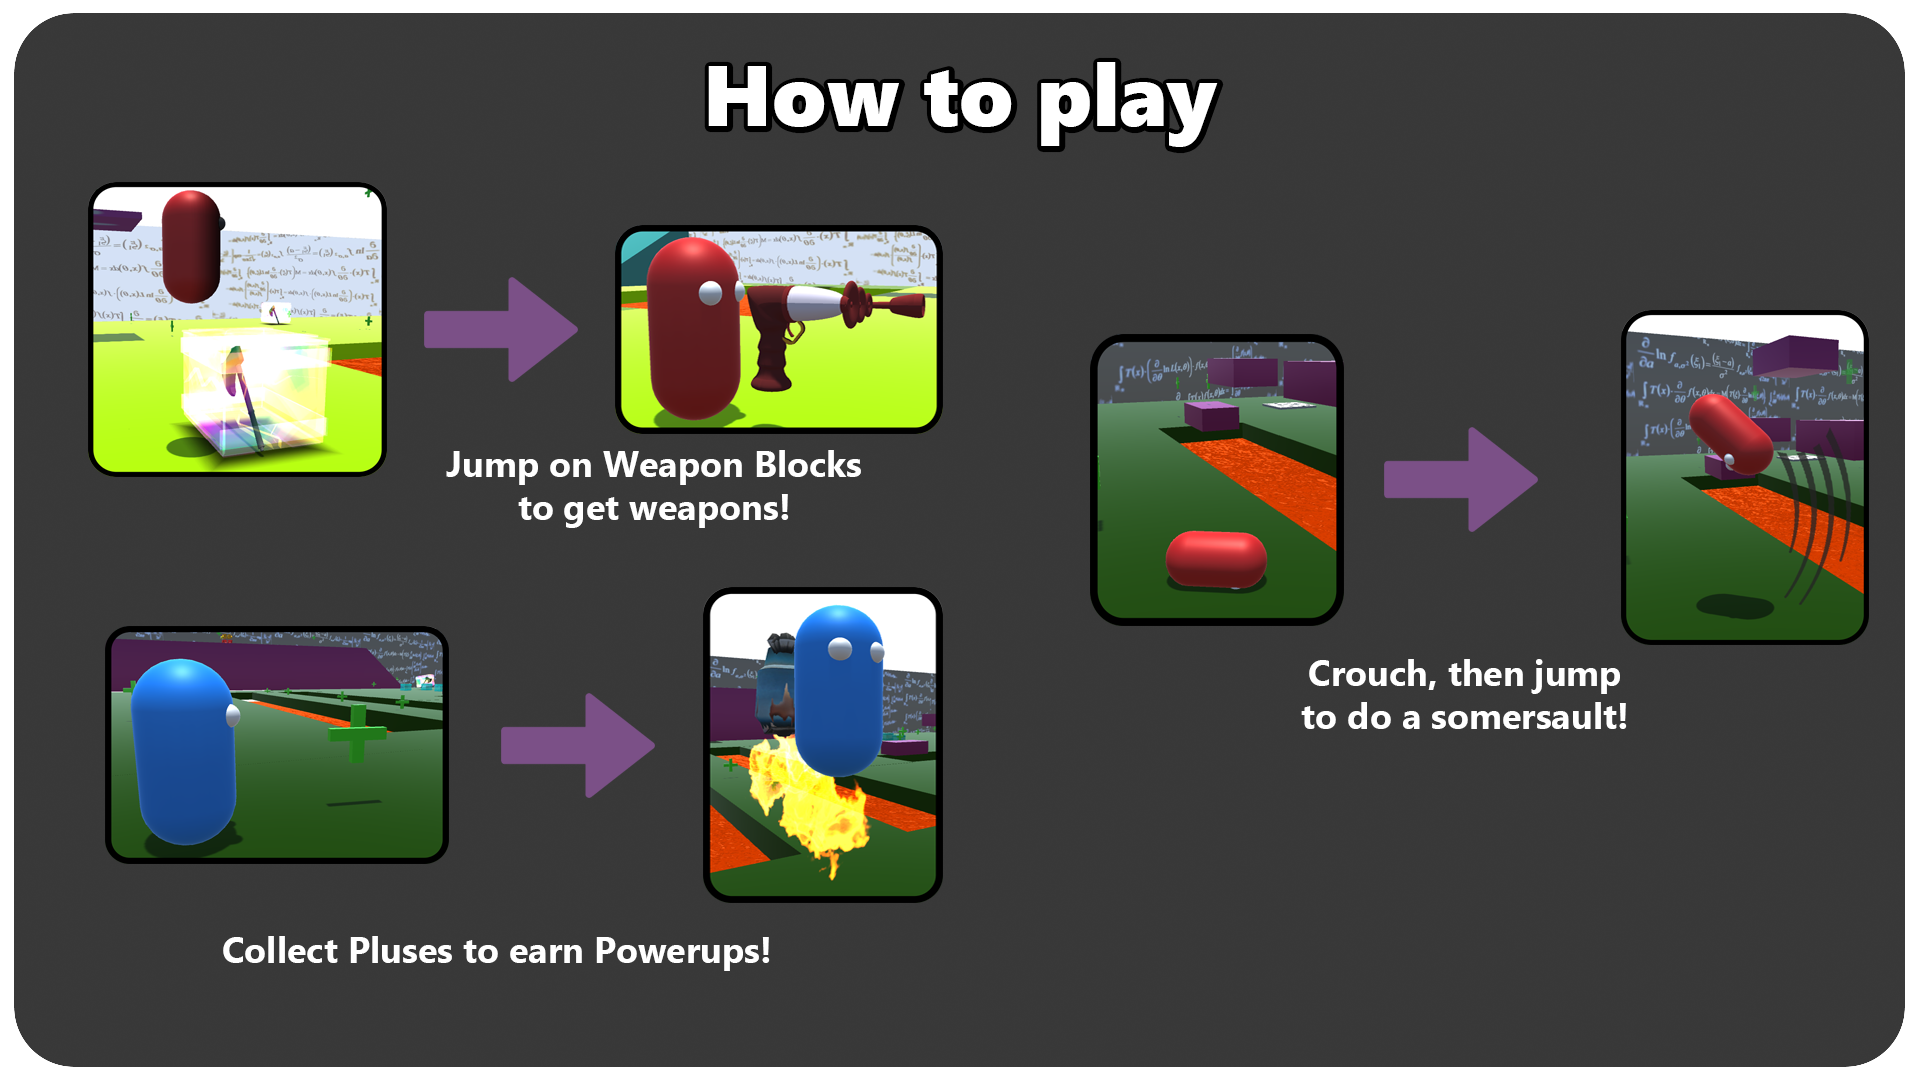 How to play
Jump on Weapon Blocks
to get weapons!
Crouch, then jump
to do a somersault!
Collect Pluses to earn Powerups!